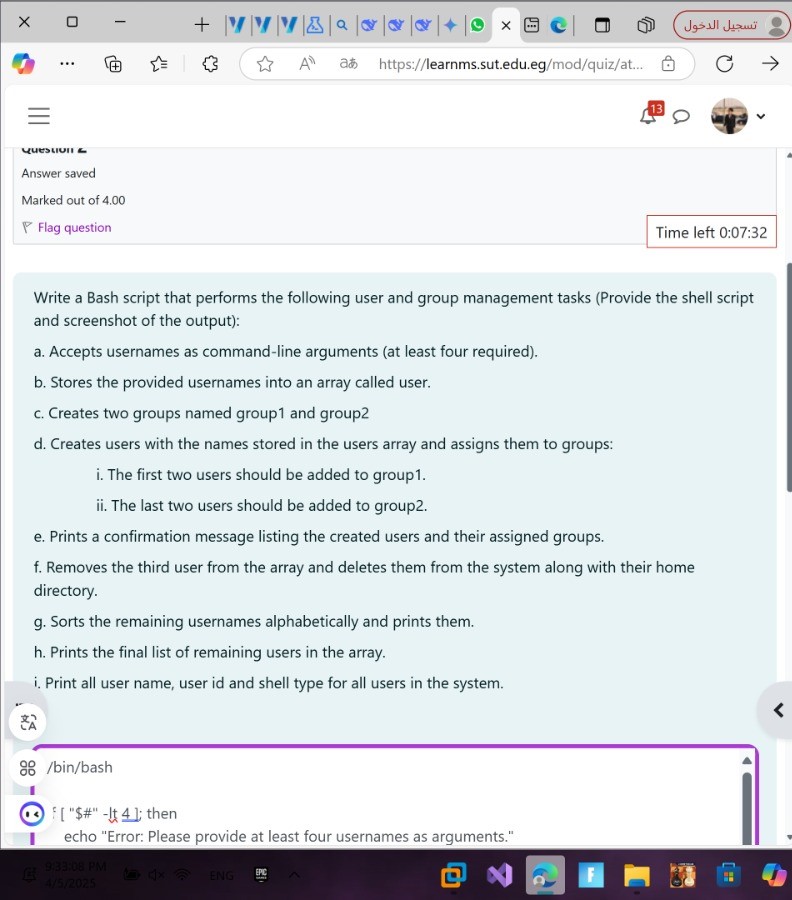 تسجيل الدخول
https://learnms.sut.edu.eg/mod/quiz/at...
13
Question 2
Answer saved
Marked out of 4.00
Flag question
Time left 0:07:32
Write a Bash script that performs the following user and group management tasks (Provide the shell script
and screenshot of the output):
a. Accepts usernames as command-line arguments (at least four required).
b. Stores the provided usernames into an array called user.
c. Creates two groups named group1 and group2
d. Creates users with the names stored in the users array and assigns them to groups:
i. The first two users should be added to group1.
ii. The last two users should be added to group2.
e. Prints a confirmation message listing the created users and their assigned groups.
f. Removes the third user from the array and deletes them from the system along with their home
directory.
g. Sorts the remaining usernames alphabetically and prints them.
h. Prints the final list of remaining users in the array.
i. Print all user name, user id and shell type for all users in the system.
/bin/bash
f [ "$#" -lt 4 ]; then
echo "Error: Please provide at least four usernames as arguments."
9:33:08 PM
4/5/2025
ENG
EPIC